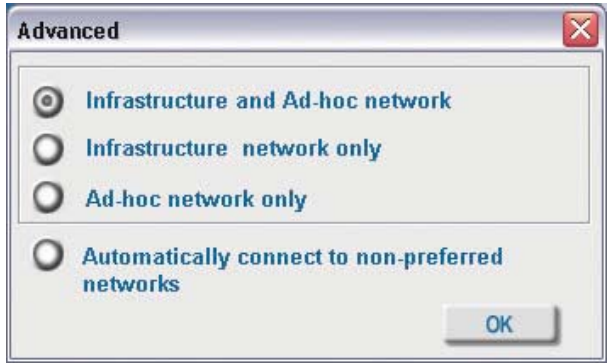 Advanced
Infrastructure and Ad-hoc network
Infrastructure network only
Ad-hoc network only
Automatically connect to non-preferred
networks
OK